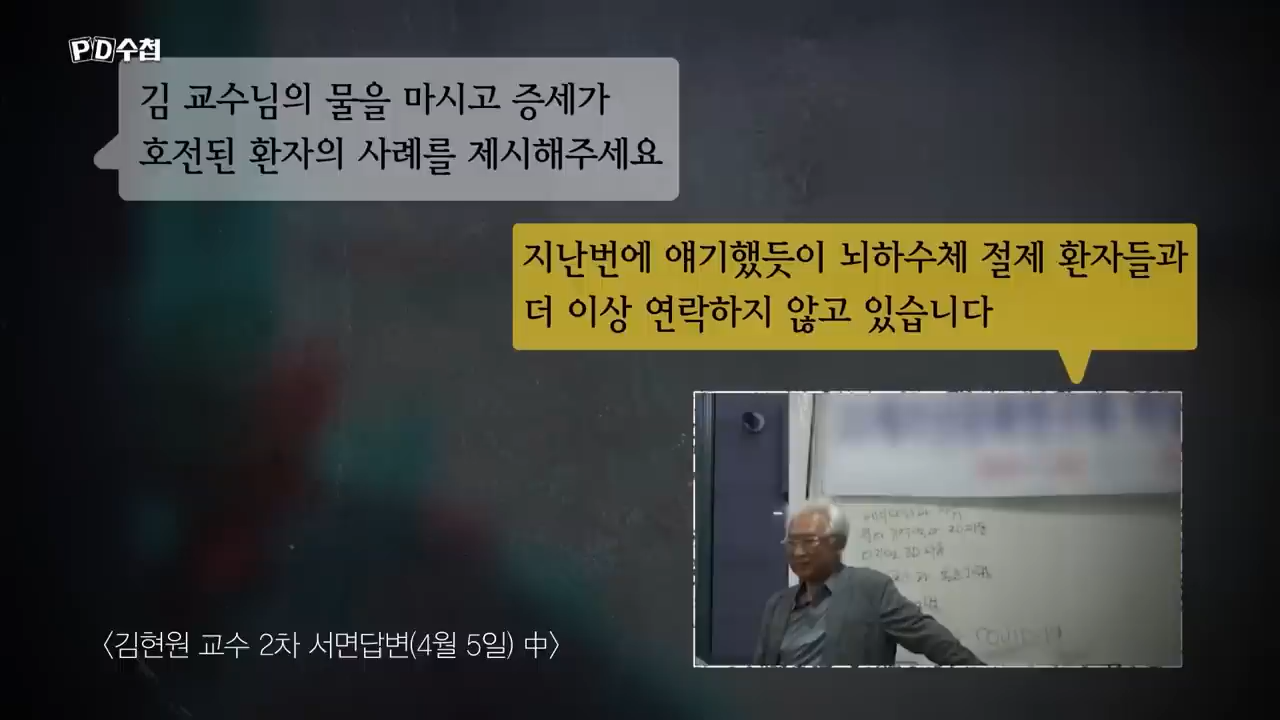 PD수첩
김 교수님의 물을 마시고 증세가
호전된 환자의 사례를 제시해주세요
지난번에 얘기했듯이 뇌하수체 절제 환자들과
더 이상 연락하지 않고 있습니다
COVID-19
〈김현원 교수 2차 서면답변(4월 5일) 中〉